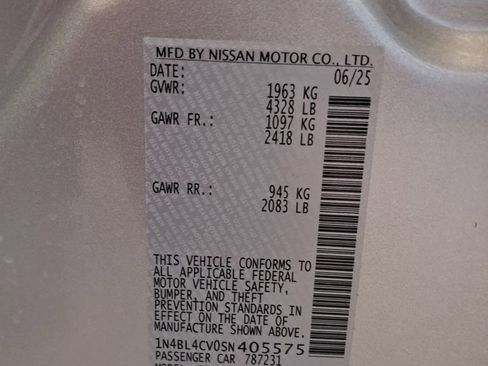 MFD BY NISSAN MOTOR CO., LTD.
DATE: 06/25
GVWR: 1963 KG
4328 LB
GAWR FR.: 1097 KG
2418 LB
GAWR RR.: 945 KG
2083 LB
THIS VEHICLE CONFORMS TO
ALL APPLICABLE FEDERAL
MOTOR VEHICLE SAFETY,
BUMPER, AND THEFT
PREVENTION STANDARDS IN
EFFECT ON THE DATE OF
MANUFACTURE SHOWN ABOVE.
1N4BL4CV0SN405575
PASSENGER CAR 787231